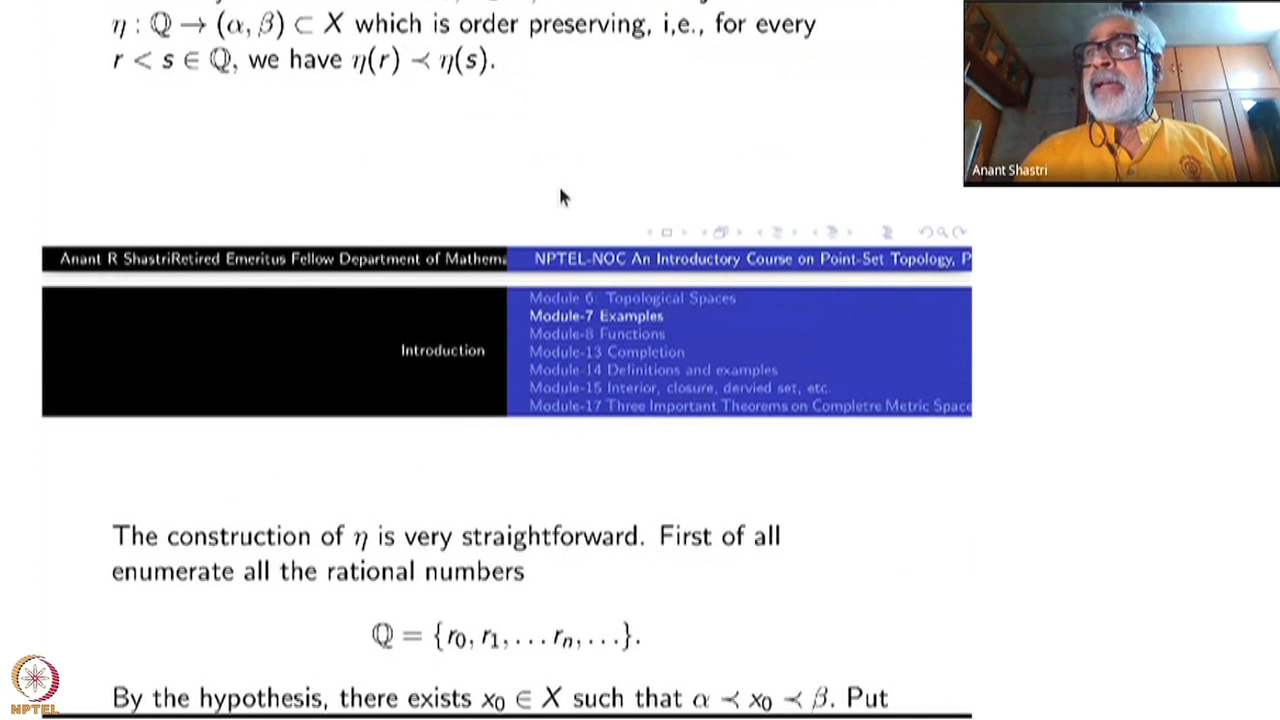 η : ℚ → (α, β) ⊂ X which is order preserving, i,e., for every
r < s ∈ ℚ, we have η(r) ≺ η(s).
Anant Shastri
Anant R ShastriRetired Emeritus Fellow Department of Mathema
NPTEL-NOC An Introductory Course on Point-Set Topology, P
Introduction
Module 6: Topological Spaces
Module-7 Examples
Module-8 Functions
Module-13 Completion
Module-14 Definitions and examples
Module-15 Interior, closure, dervied set, etc.
Module-17 Three Important Theorems on Completre Metric Space
The construction of η is very straightforward. First of all
enumerate all the rational numbers
ℚ = {r₀, r₁, . . . rₙ, . . .}.
By the hypothesis, there exists x₀ ∈ X such that α ≺ x₀ ≺ β. Put
NPTEL